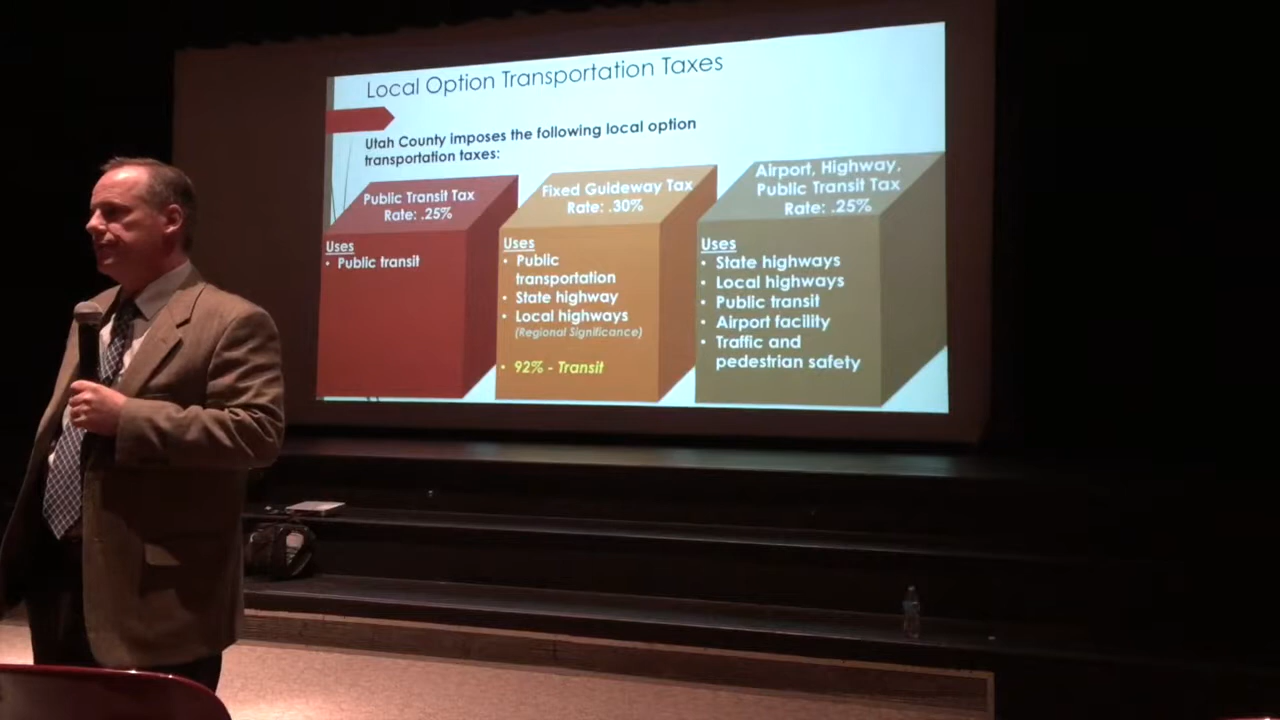 Local Option Transportation Taxes
Utah County imposes the following local option
transportation taxes:
Public Transit Tax
Rate: .25%
Uses
• Public transit
Fixed Guideway Tax
Rate: .30%
Uses
• Public
transportation
• State highway
• Local highways
(Regional Significance)
• 92% - Transit
Airport, Highway,
Public Transit Tax
Rate: .25%
Uses
• State highways
• Local highways
• Public transit
• Airport facility
• Traffic and
pedestrian safety